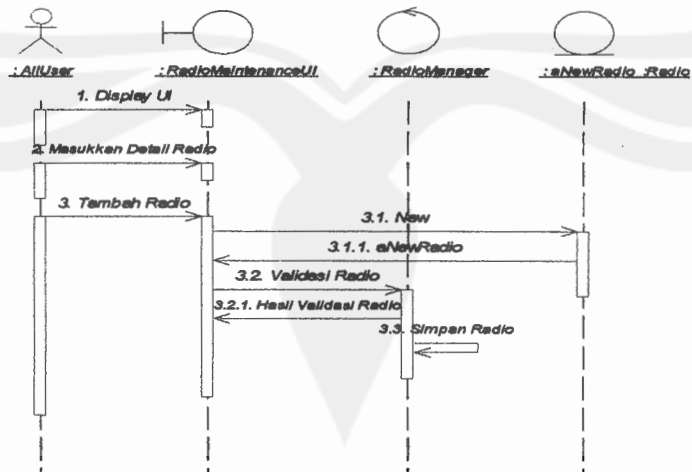 : AllUser
: RadioMaintenanceUI
: RadioManager
: aNewRadio :Radio
1. Display UI
2. Masukkan Detail Radio
3. Tambah Radio
3.1. New
3.1.1. aNewRadio
3.2. Validasi Radio
3.2.1. Hasil Validasi Radio
3.3. Simpan Radio